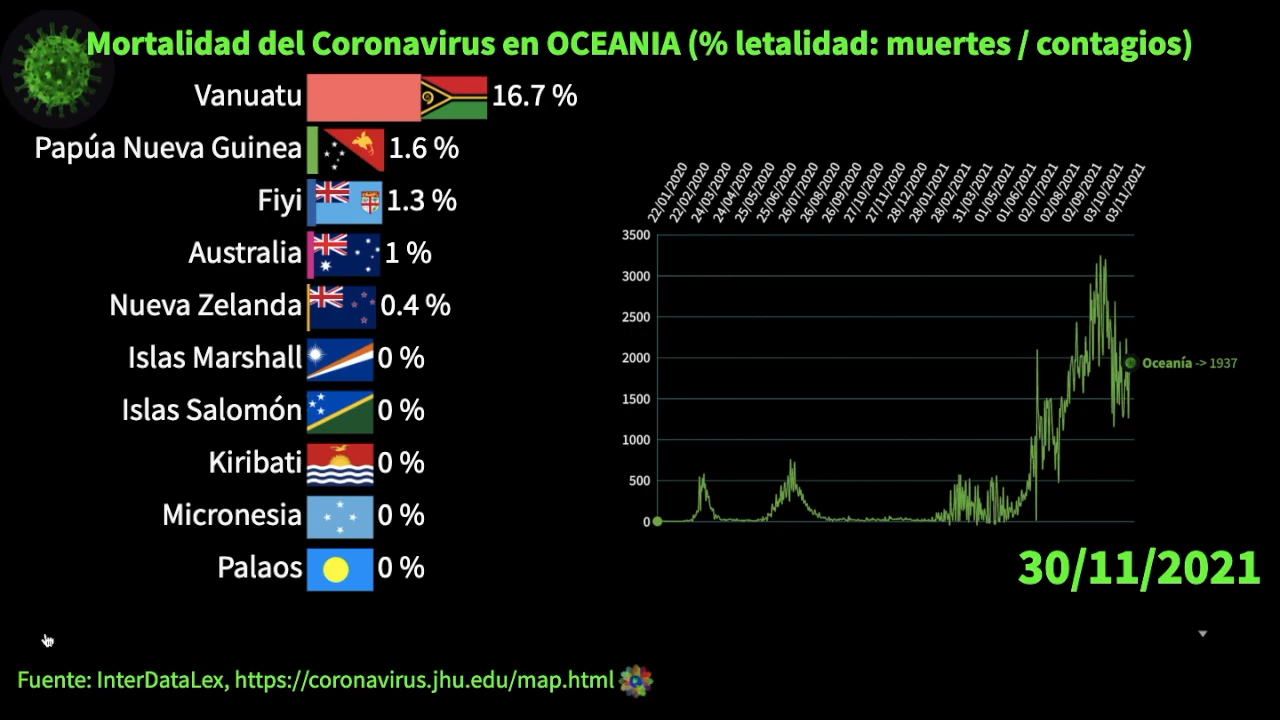 Mortalidad del Coronavirus en OCEANIA (% letalidad: muertes / contagios)
Vanuatu 16.7 %
Papúa Nueva Guinea 1.6 %
Fiyi 1.3 %
Australia 1 %
Nueva Zelanda 0.4 %
Islas Marshall 0 %
Islas Salomón 0 %
Kiribati 0 %
Micronesia 0 %
Palaos 0 %
22/01/2020
22/02/2020
24/03/2020
24/04/2020
25/05/2020
25/06/2020
26/07/2020
26/08/2020
26/09/2020
27/10/2020
27/11/2020
28/12/2020
28/01/2021
28/02/2021
31/03/2021
01/05/2021
01/06/2021
02/07/2021
02/08/2021
02/09/2021
03/10/2021
03/11/2021
3500
3000
2500
2000
1500
1000
500
0
Oceanía -> 1937
30/11/2021
Fuente: InterDataLex, https://coronavirus.jhu.edu/map.html